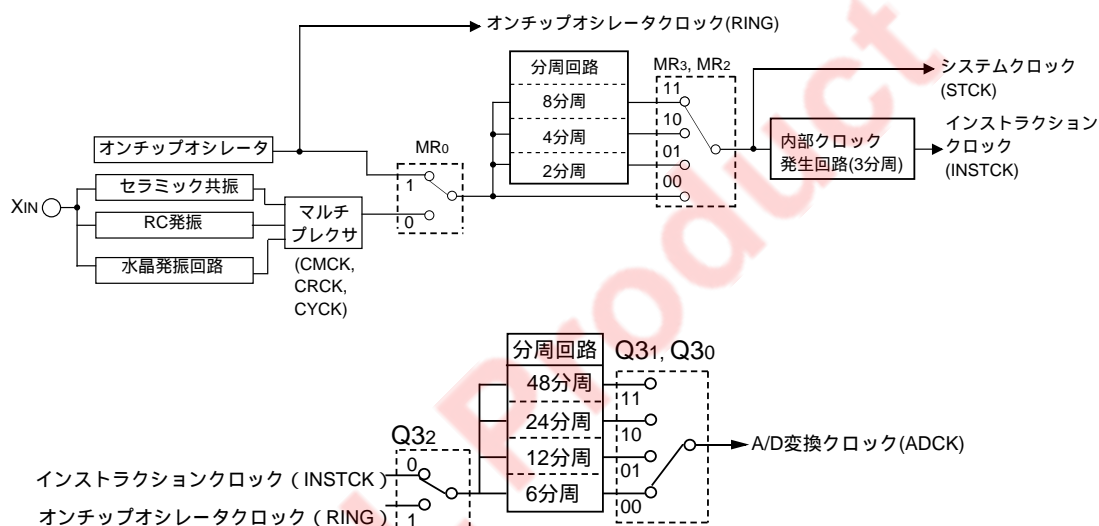 オンチップオシレータクロック(RING)
分周回路
8分周
4分周
2分周
MR3, MR2
11
10
01
00
システムクロック
(STCK)
内部クロック
発生回路(3分周)
インストラクション
クロック
(INSTCK)
オンチップオシレータ
MR0
1
0
XIN
セラミック共振
RC発振
水晶発振回路
マルチ
プレクサ
(CMCK,
CRCK,
CYCK)
分周回路
48分周
24分周
12分周
6分周
Q31, Q30
11
10
01
00
A/D変換クロック(ADCK)
Q32
0
1
インストラクションクロック(INSTCK)
オンチップオシレータクロック(RING)
Product